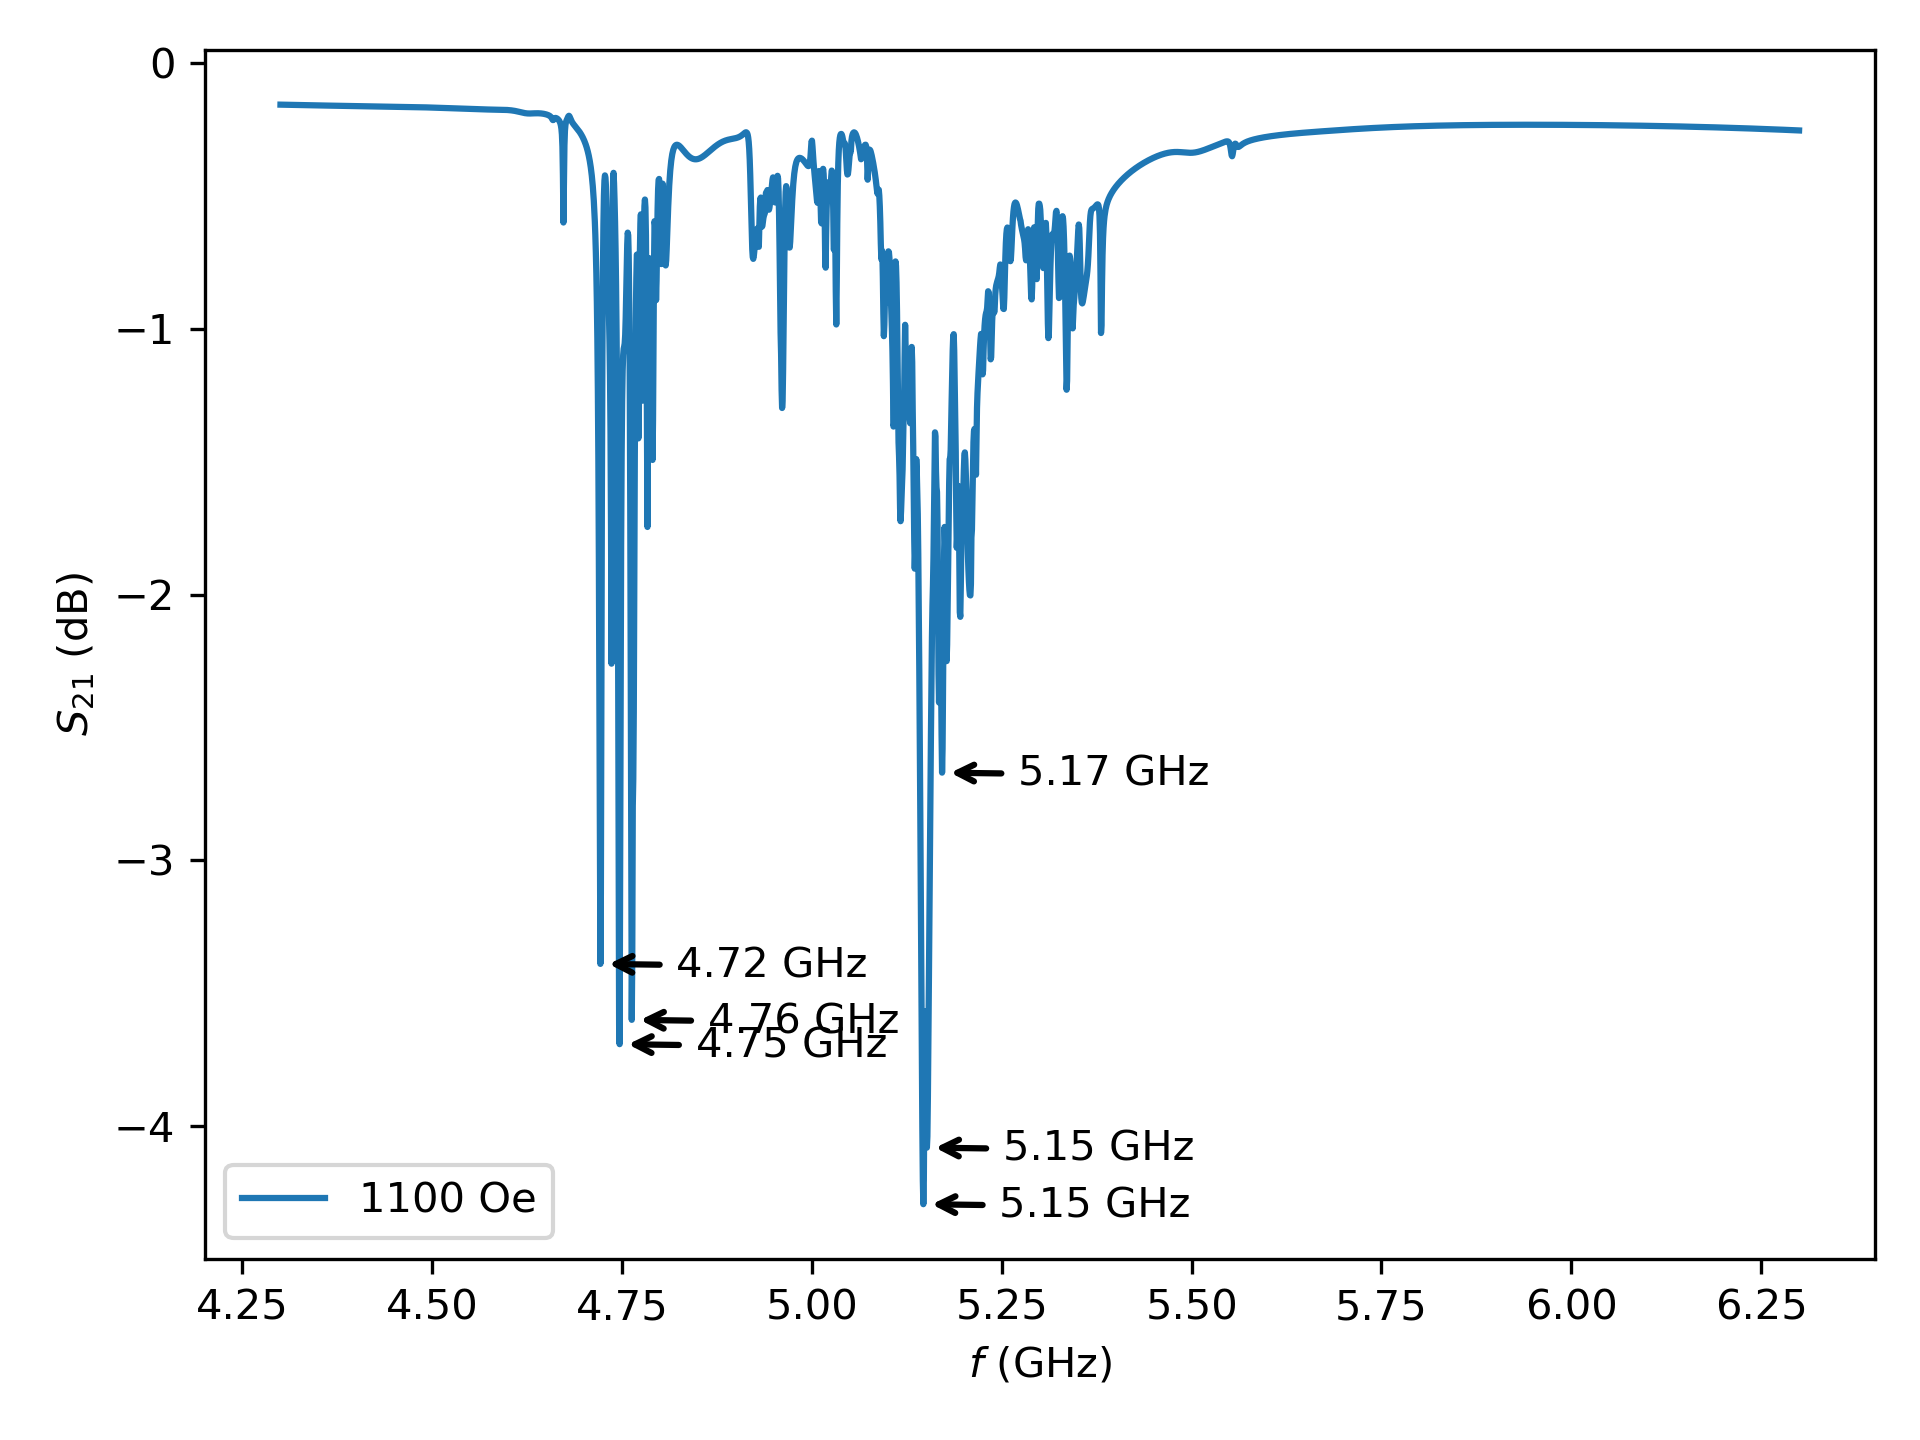 0
−1
−2
−3
−4
S21 (dB)
5.17 GHz
4.72 GHz
4.76 GHz
4.75 GHz
5.15 GHz
5.15 GHz
1100 Oe
4.25 4.50 4.75 5.00 5.25 5.50 5.75 6.00 6.25
f (GHz)